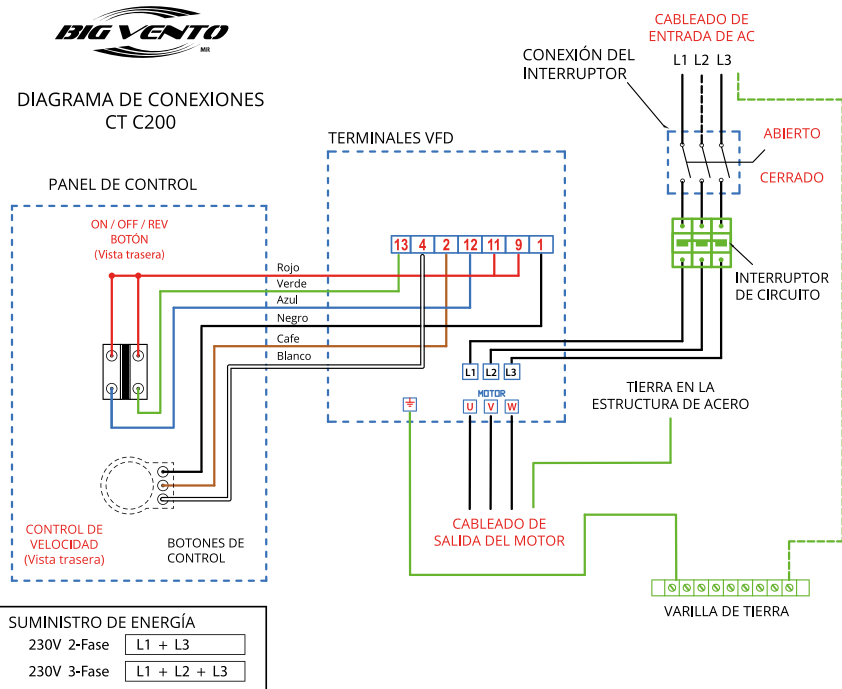 BIG VENTO
MR
DIAGRAMA DE CONEXIONES
CT C200
CABLEADO DE
ENTRADA DE AC
L1 L2 L3
CONEXIÓN DEL
INTERRUPTOR
ABIERTO
CERRADO
INTERRUPTOR
DE CIRCUITO
TERMINALES VFD
13 4 2 12 11 9 1
PANEL DE CONTROL
ON / OFF / REV
BOTÓN
(Vista trasera)
Rojo
Verde
Azul
Negro
Cafe
Blanco
L1 L2 L3
MOTOR
U V W
TIERRA EN LA
ESTRUCTURA DE ACERO
CABLEADO DE
SALIDA DEL MOTOR
CONTROL DE
VELOCIDAD
(Vista trasera)
BOTONES DE
CONTROL
VARILLA DE TIERRA
SUMINISTRO DE ENERGÍA
230V 2-Fase L1 + L3
230V 3-Fase L1 + L2 + L3